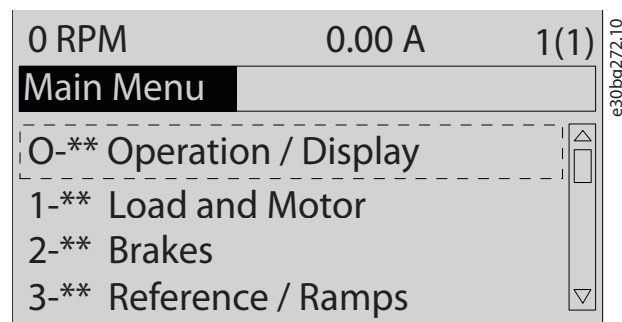 0 RPM 0.00 A 1(1)
Main Menu
O-** Operation / Display
1-** Load and Motor
2-** Brakes
3-** Reference / Ramps
e30bg272.10